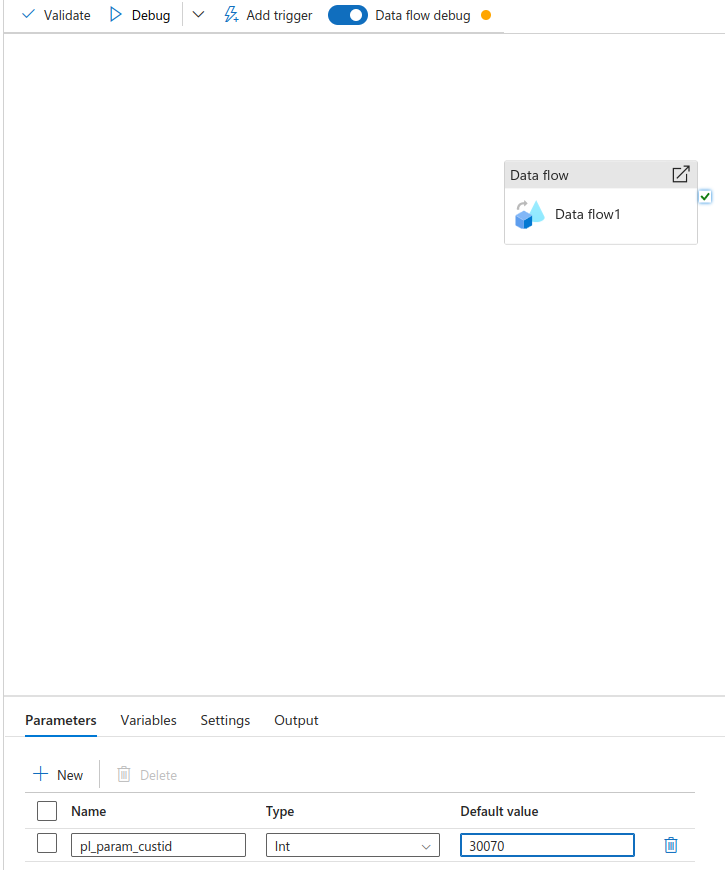 Validate Debug Add trigger Data flow debug
Data flow
Data flow1
Parameters Variables Settings Output
New Delete
Name Type Default value
pl_param_custid Int 30070